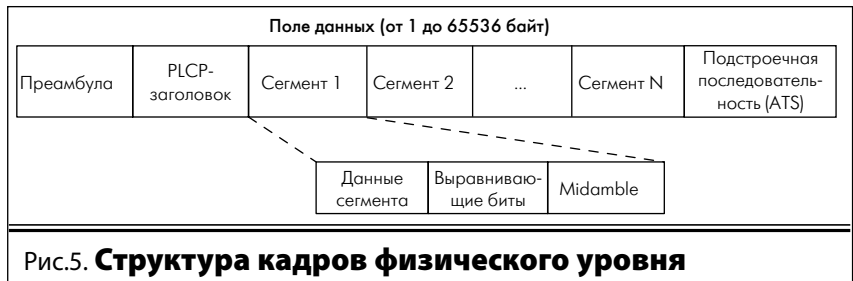 Поле данных (от 1 до 65536 байт)
Преамбула
PLCP-
заголовок
Сегмент 1
Сегмент 2
...
Сегмент N
Подстроечная
последователь-
ность (ATS)
Данные
сегмента
Выравниваю-
щие биты
Midamble
Рис.5. Структура кадров физического уровня